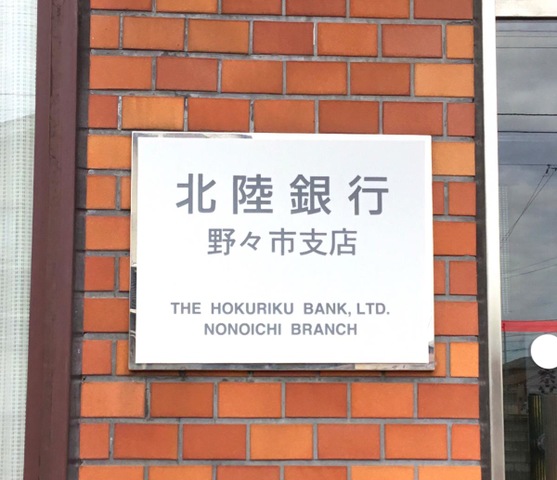 北陸銀行
野々市支店
THE HOKURIKU BANK, LTD.
NONOICHI BRANCH